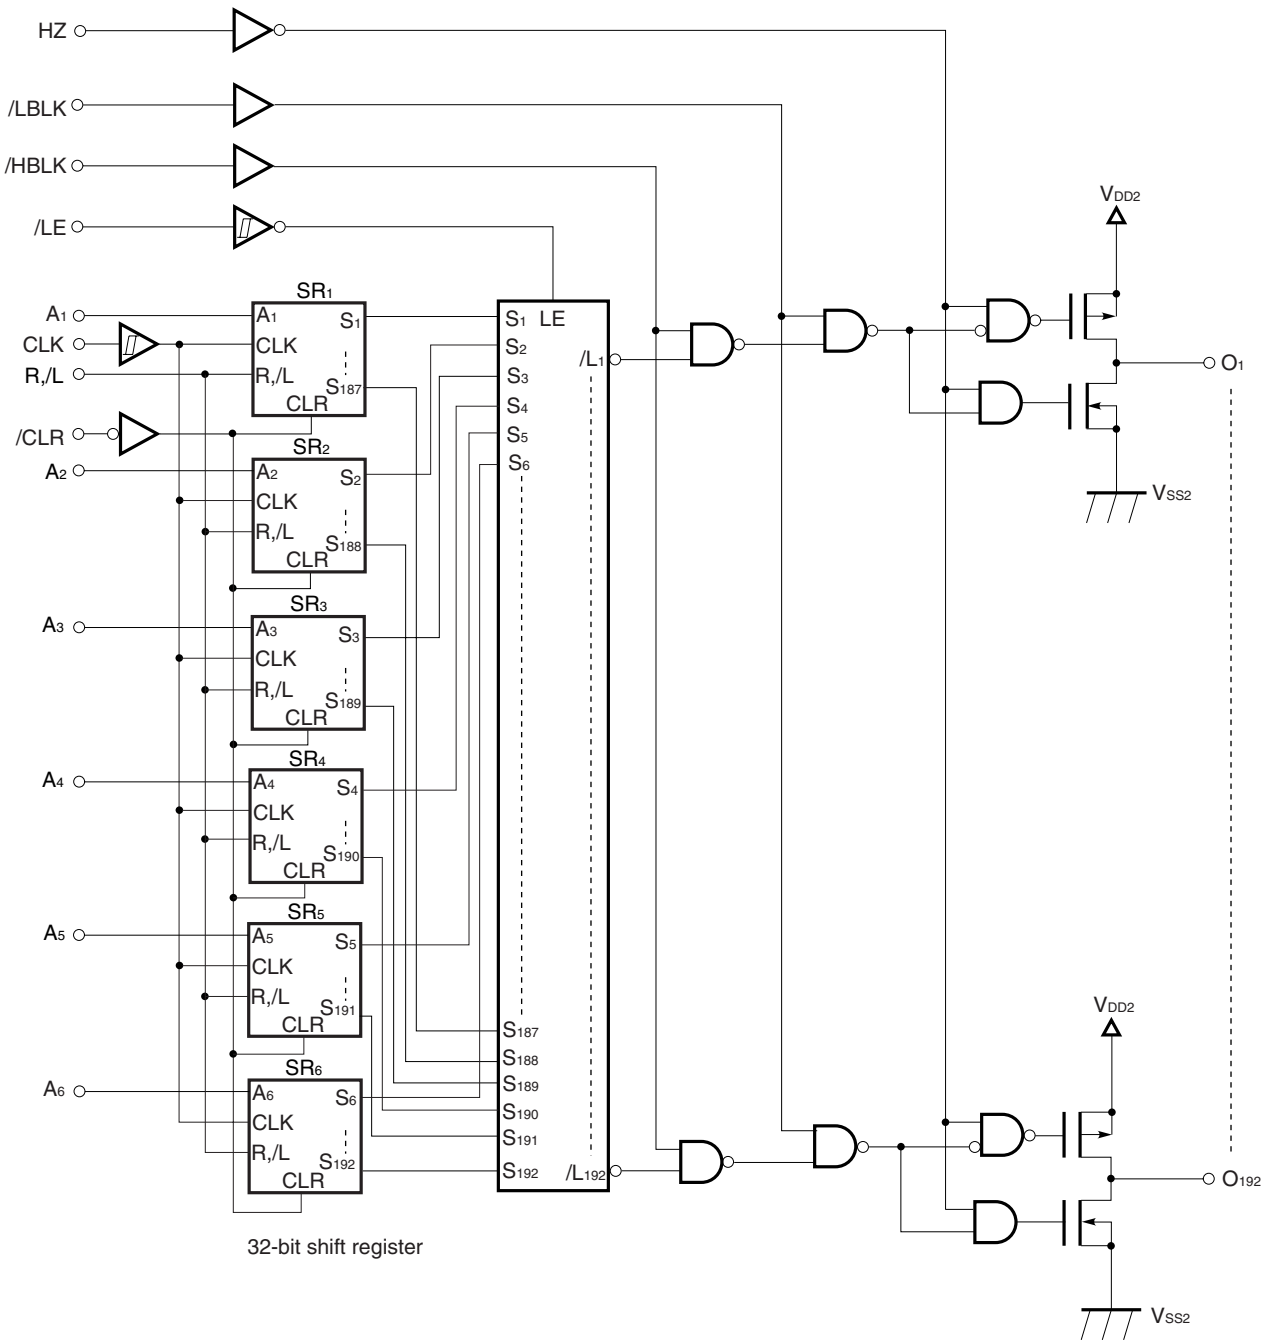 HZ
/LBLK
/HBLK
/LE
VDD2
SR1
A1
A1
S1
S1 LE
CLK
CLK
S2
/L1
O1
R,/L
R,/L
S187
S3
CLR
S4
/CLR
S5
SR2
A2
A2
S2
S6
CLK
VSS2
R,/L
S188
CLR
SR3
A3
A3
S3
CLK
R,/L
S189
CLR
SR4
A4
A4
S4
CLK
R,/L
S190
CLR
SR5
A5
A5
S5
CLK
R,/L
S191
VDD2
CLR
S187
SR6
S188
A6
A6
S6
S189
CLK
S190
S191
R,/L
S192
S192
/L192
O192
CLR
32-bit shift register
VSS2